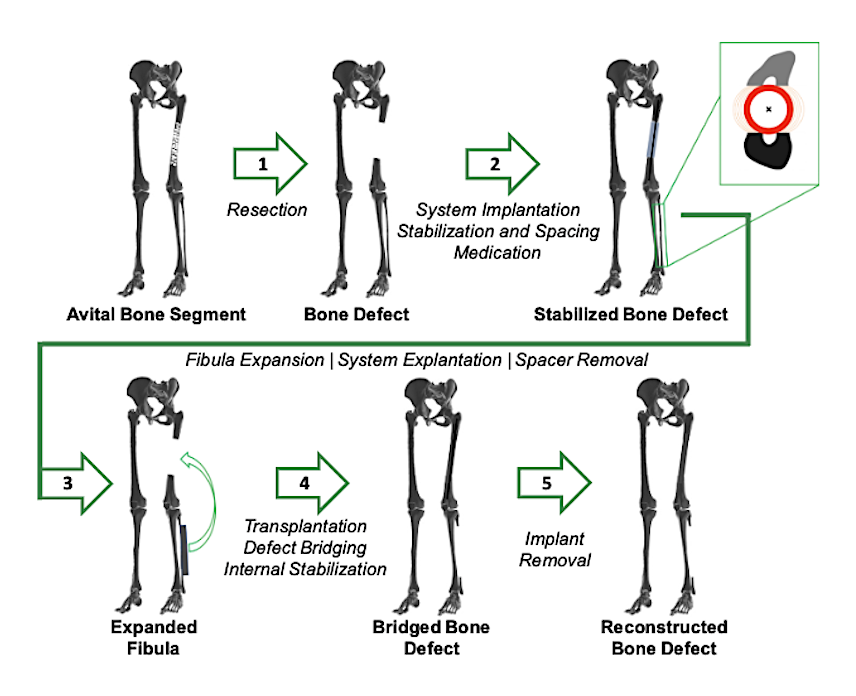 1
Resection
2
System Implantation
Stabilization and Spacing
Medication
Avital Bone Segment
Bone Defect
Stabilized Bone Defect
Fibula Expansion | System Explantation | Spacer Removal
3
4
Transplantation
Defect Bridging
Internal Stabilization
5
Implant
Removal
Expanded
Fibula
Bridged Bone
Defect
Reconstructed
Bone Defect